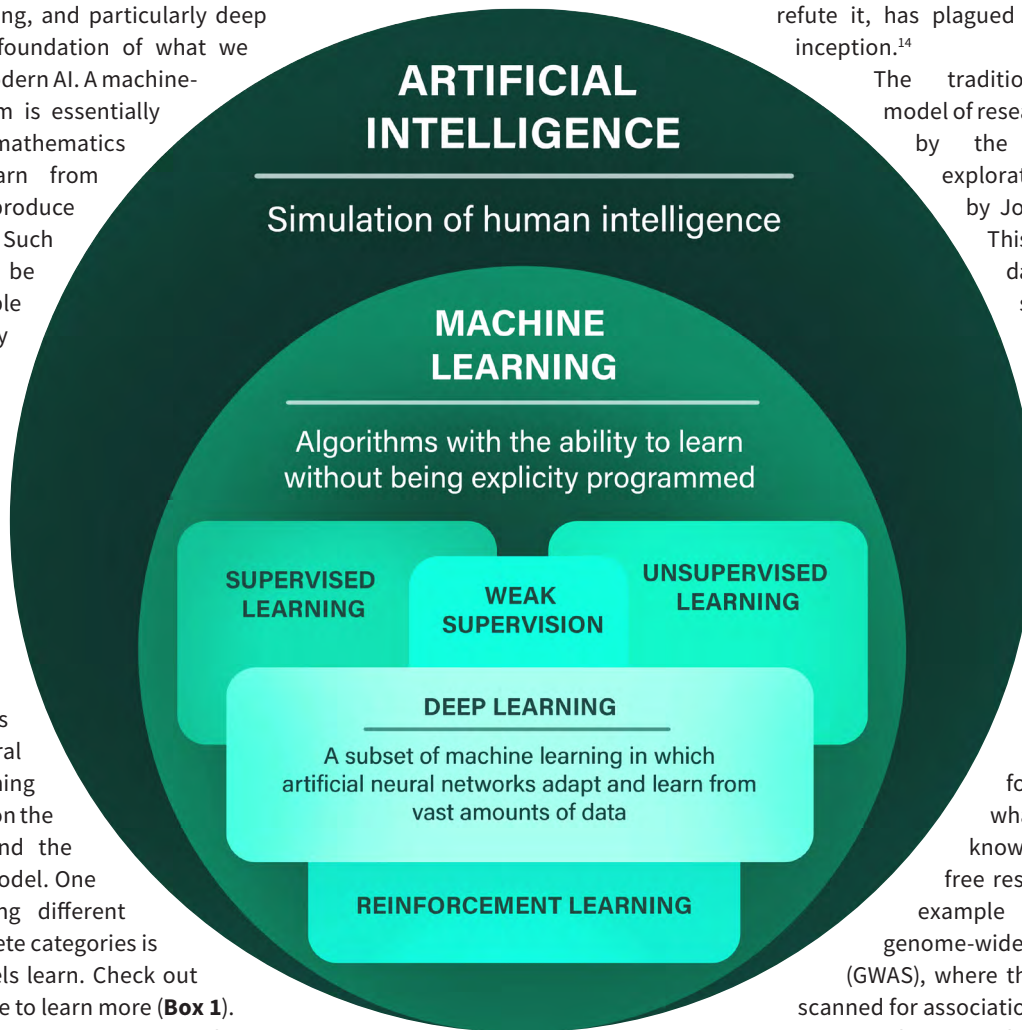 ng, and particularly deep
foundation of what we
dern AI. A machine-
m is essentially
mathematics
arn from
produce
Such
be
ple
y
s
ral
ning
on the
nd the
odel. One
ng different
ete categories is
els learn. Check out
e to learn more (Box 1).
ARTIFICIAL
INTELLIGENCE
Simulation of human intelligence
MACHINE
LEARNING
Algorithms with the ability to learn
without being explicity programmed
SUPERVISED
LEARNING
WEAK
SUPERVISION
UNSUPERVISED
LEARNING
DEEP LEARNING
A subset of machine learning in which
artificial neural networks adapt and learn from
vast amounts of data
REINFORCEMENT LEARNING
refute it, has plagued
inception.14
The traditio
model of resea
by the
explorat
by Jo
This
da
s
fo
wha
know
free res
example
genome-wide
(GWAS), where th
scanned for associatio